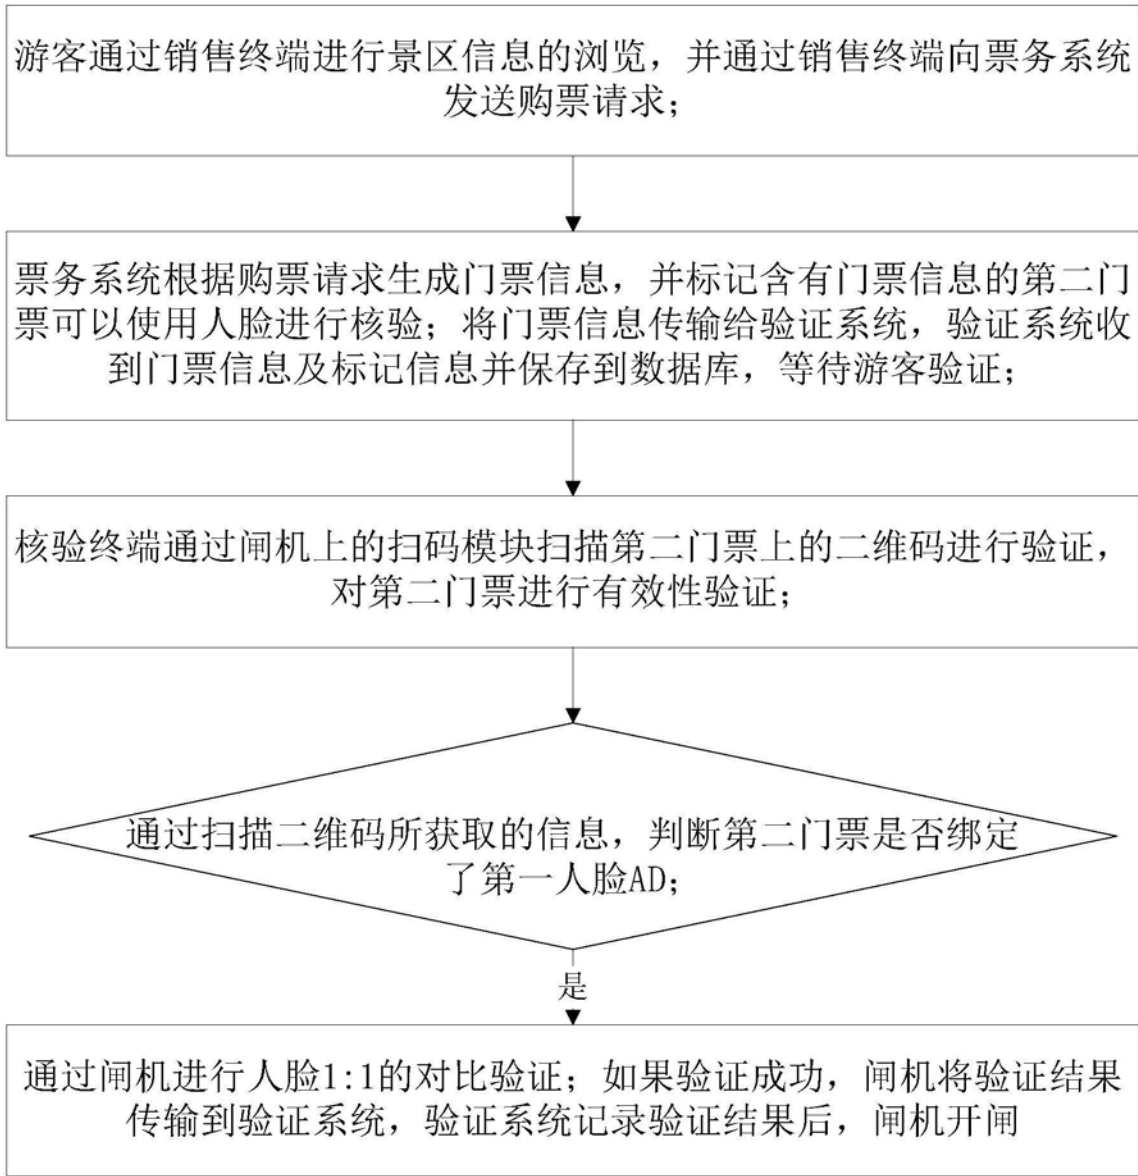 游客通过销售终端进行景区信息的浏览，并通过销售终端向票务系统
发送购票请求；
票务系统根据购票请求生成门票信息，并标记含有门票信息的第二门
票可以使用人脸进行核验；将门票信息传输给验证系统，验证系统收
到门票信息及标记信息并保存到数据库，等待游客验证；
核验终端通过闸机上的扫码模块扫描第二门票上的二维码进行验证，
对第二门票进行有效性验证；
通过扫描二维码所获取的信息，判断第二门票是否绑定
了第一人脸AD；
是
通过闸机进行人脸1:1的对比验证；如果验证成功，闸机将验证结果
传输到验证系统，验证系统记录验证结果后，闸机开闸